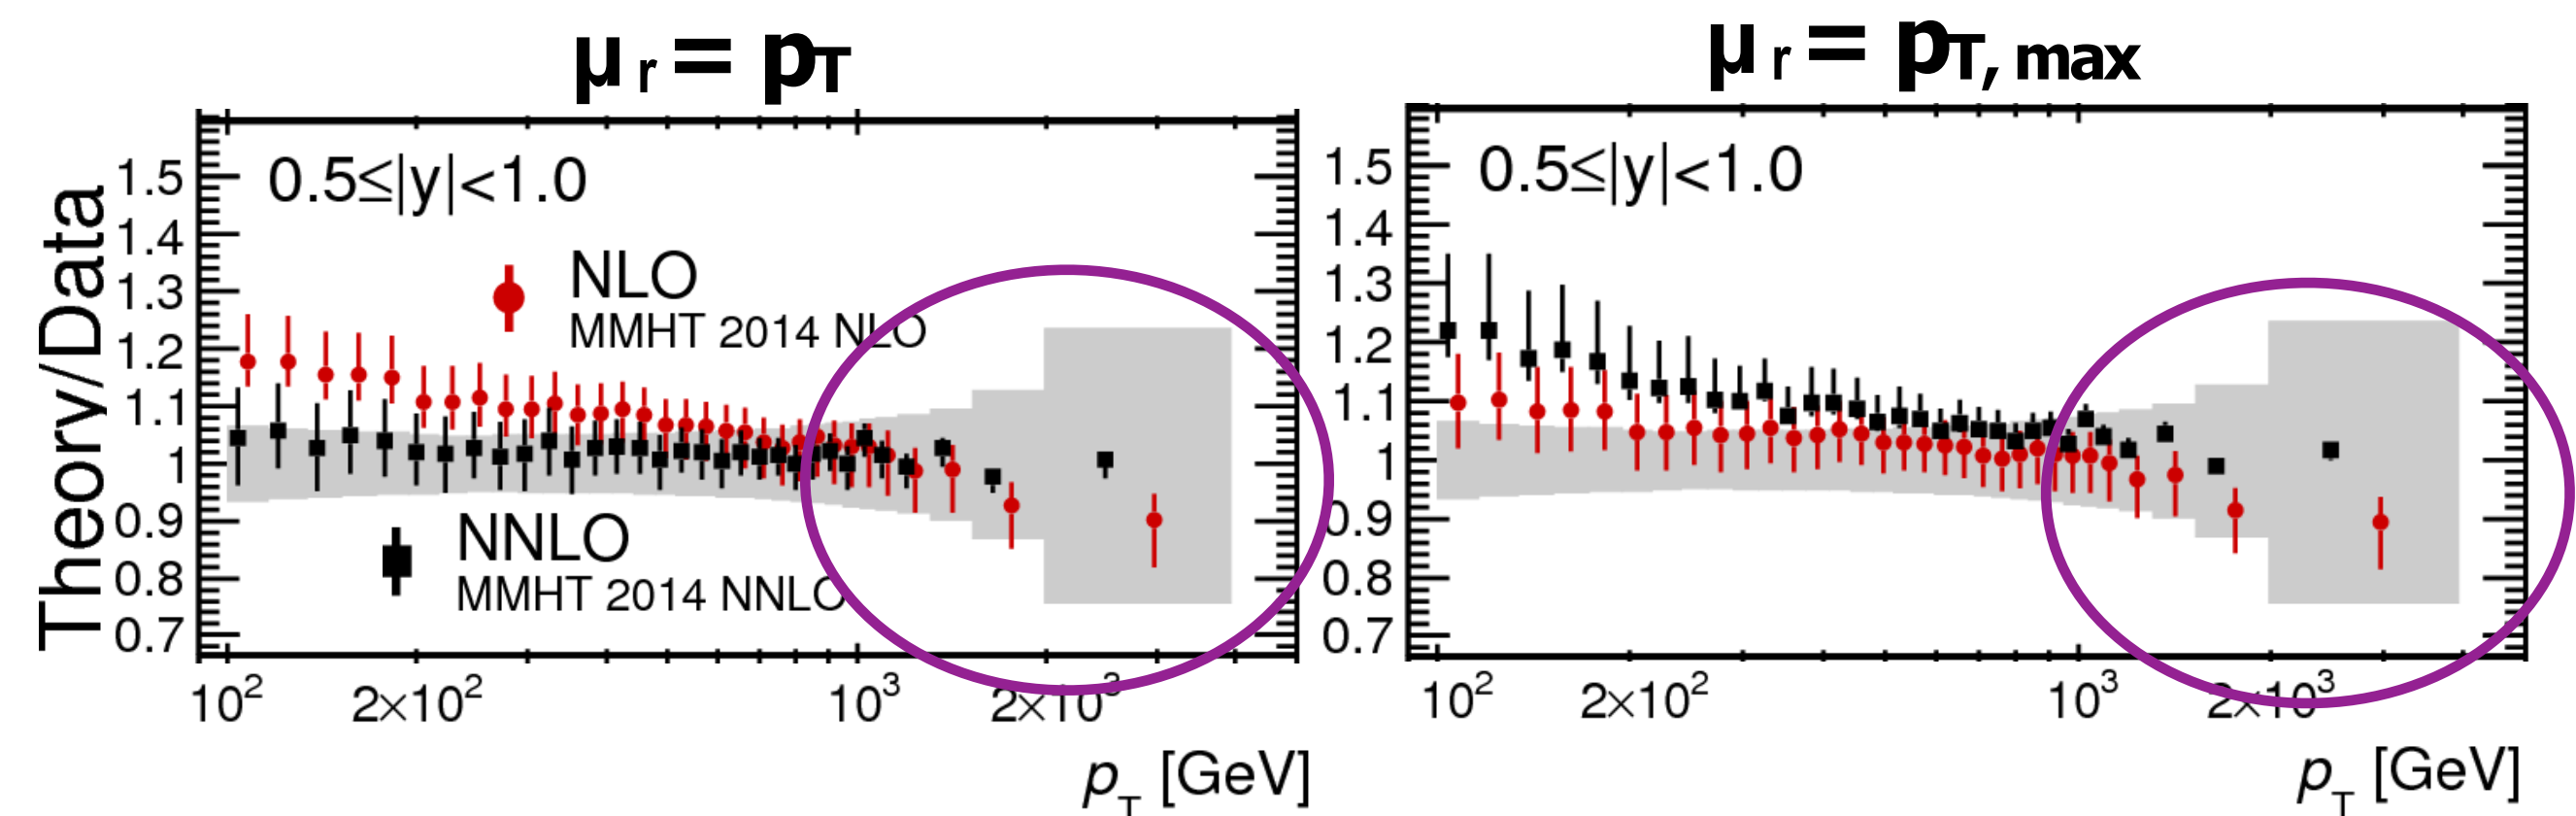 μr = pT
μr = pT, max
Theory/Data
1.5
1.4
1.3
1.2
1.1
1
0.9
0.8
0.7
0.5≤|y|<1.0
NLO
MMHT 2014 NLO
NNLO
MMHT 2014 NNLO
10² 2×10² 10³ 2×10³
pT [GeV]
1.5
1.4
1.3
1.2
1.1
1
0.9
0.8
0.7
0.5≤|y|<1.0
10² 2×10² 10³ 2×10³
pT [GeV]